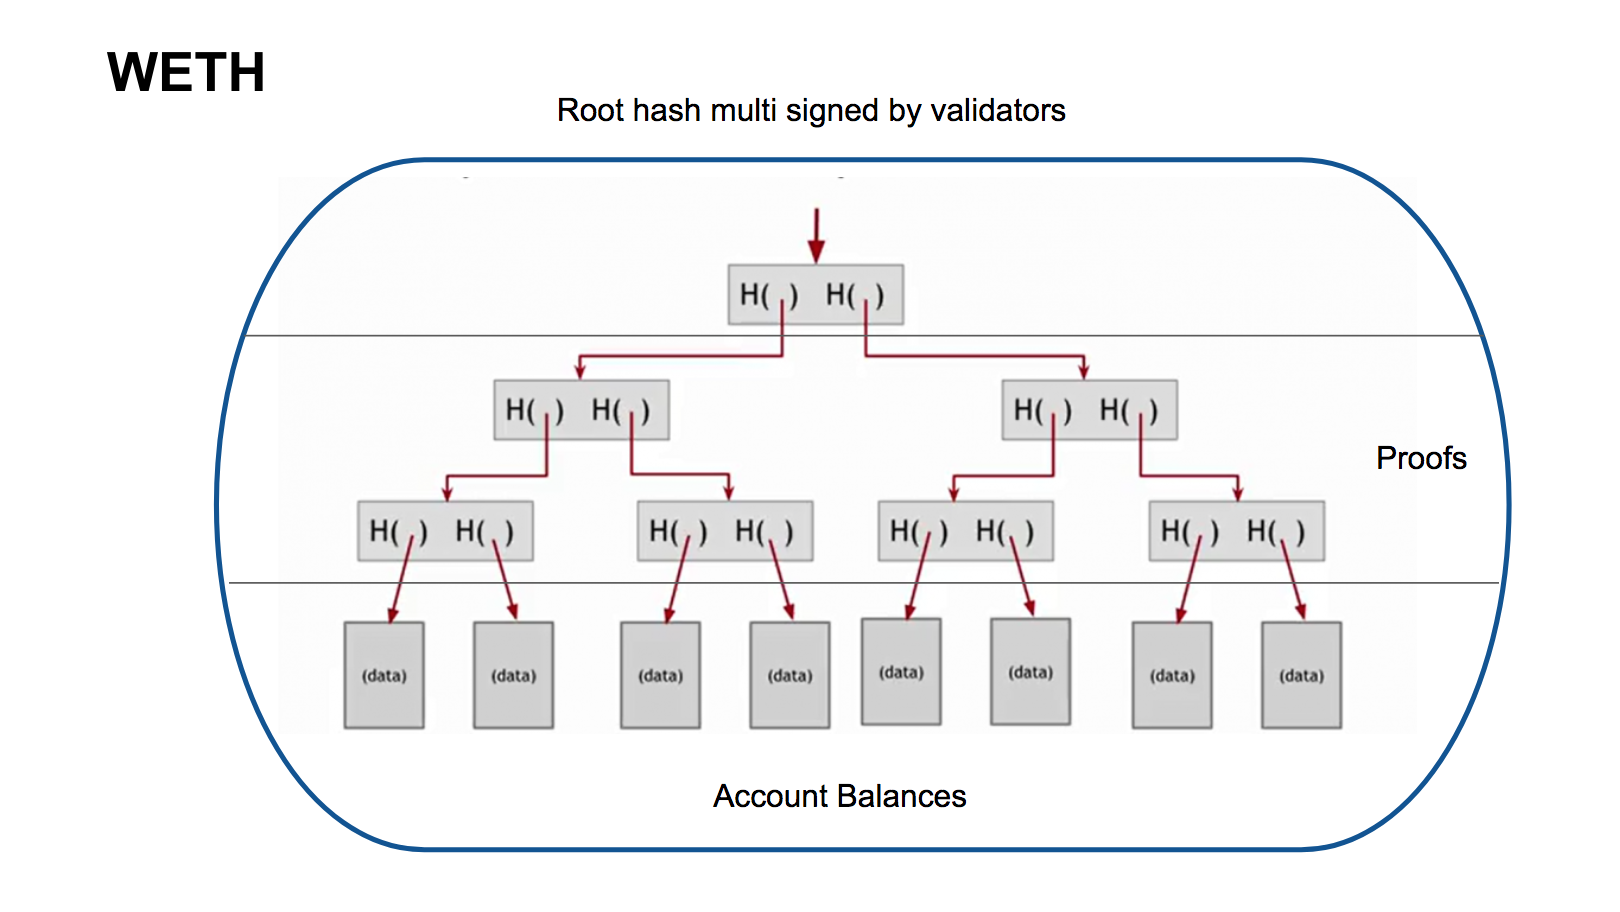 WETH
Root hash multi signed by validators
H( ) H( )
H( ) H( )
H( ) H( )
Proofs
H( ) H( )
H( ) H( )
H( ) H( )
H( ) H( )
(data)
(data)
(data)
(data)
(data)
(data)
(data)
(data)
Account Balances